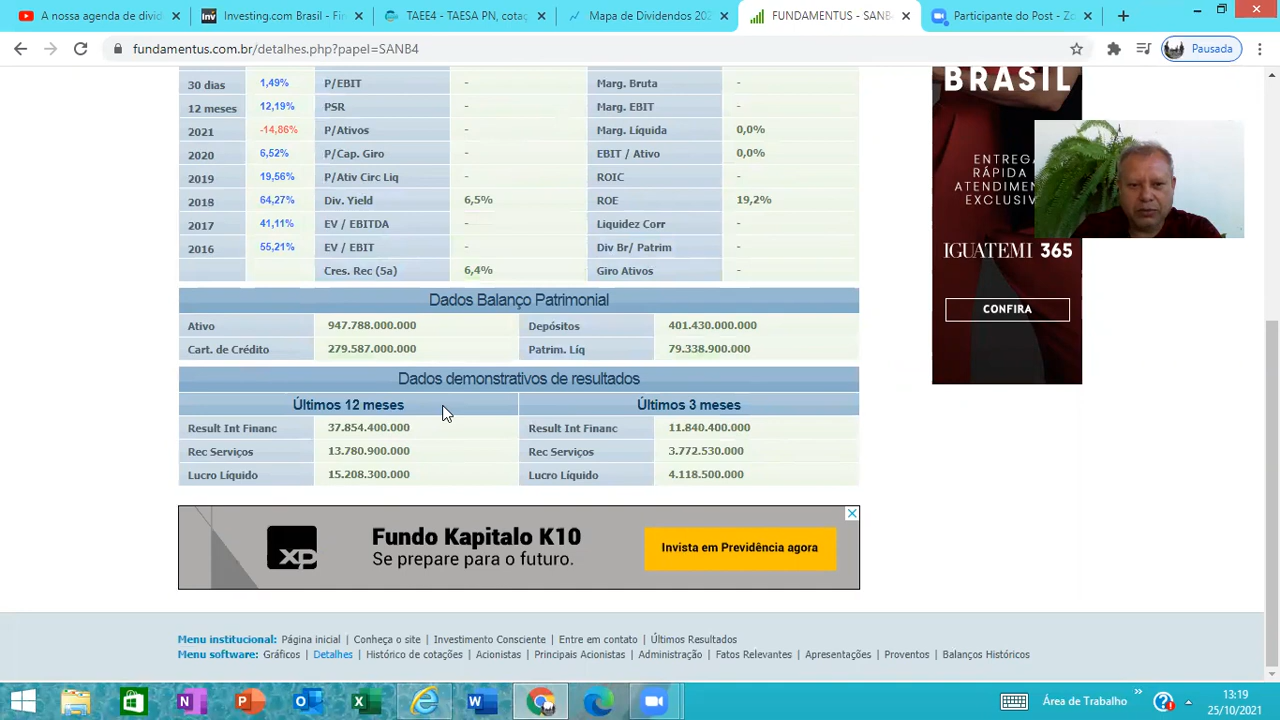 A nossa agenda de divid
Investing.com Brasil - Fin
TAEE4 - TAESA PN, cotaç
Mapa de Dividendos 202
FUNDAMENTUS - SANB
Participante do Post - Zo
fundamentus.com.br/detalhes.php?papel=SANB4
Pausada
30 dias 1,49% P/EBIT - Marg. Bruta -
12 meses 12,19% PSR - Marg. EBIT -
2021 -14,86% P/Ativos - Marg. Líquida 0,0%
2020 6,52% P/Cap. Giro - EBIT / Ativo 0,0%
2019 19,56% P/Ativ Circ Liq - ROIC -
2018 64,27% Div. Yield 6,5% ROE 19,2%
2017 41,11% EV / EBITDA - Liquidez Corr -
2016 55,21% EV / EBIT - Div Br/ Patrim -
Cres. Rec (5a) 6,4% Giro Ativos -
Dados Balanço Patrimonial
Ativo 947.788.000.000 Depósitos 401.430.000.000
Cart. de Crédito 279.587.000.000 Patrim. Líq 79.338.900.000
Dados demonstrativos de resultados
Últimos 12 meses Últimos 3 meses
Result Int Financ 37.854.400.000 Result Int Financ 11.840.400.000
Rec Serviços 13.780.900.000 Rec Serviços 3.772.530.000
Lucro Líquido 15.208.300.000 Lucro Líquido 4.118.500.000
BRASIL
ENTREGA
RÁPIDA
ATENDIMEN
EXCLUSIV
IGUATEMI 365
CONFIRA
XP
Fundo Kapitalo K10
Se prepare para o futuro.
Invista em Previdência agora
Menu institucional: Página inicial | Conheça o site | Investimento Consciente | Entre em contato | Últimos Resultados
Menu software: Gráficos | Detalhes | Histórico de cotações | Acionistas | Principais Acionistas | Administração | Fatos Relevantes | Apresentações | Proventos | Balanços Históricos
Área de Trabalho
13:19
25/10/2021